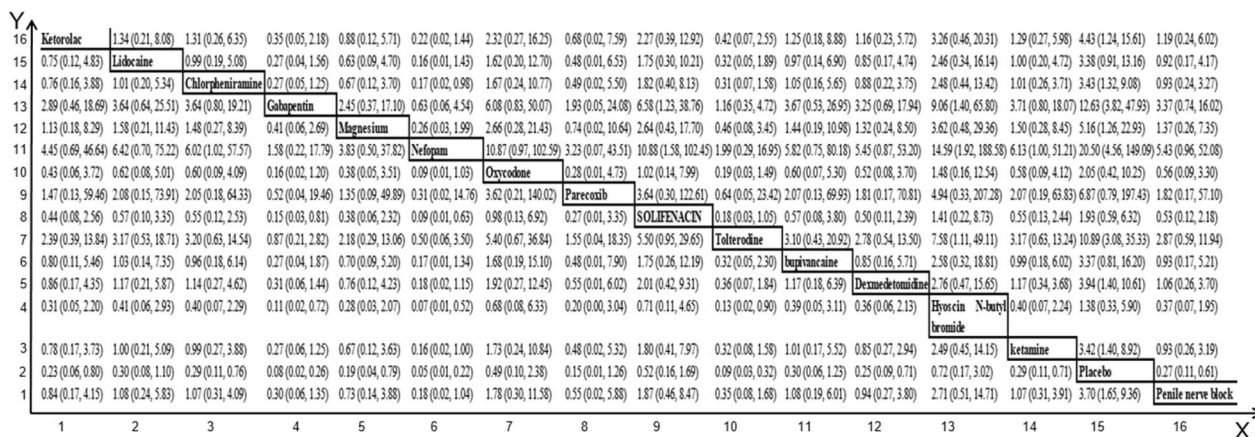 Y
16 Ketorolac 1.34 (0.21, 8.08) 1.31 (0.26, 6.35) 0.35 (0.05, 2.18) 0.88 (0.12, 5.71) 0.22 (0.02, 1.44) 2.32 (0.27, 16.25) 0.68 (0.02, 7.59) 2.27 (0.39, 12.92) 0.42 (0.07, 2.55) 1.25 (0.18, 8.88) 1.16 (0.23, 5.72) 3.26 (0.46, 20.31) 1.29 (0.27, 5.98) 4.43 (1.24, 15.61) 1.19 (0.24, 6.02)
15 0.75 (0.12, 4.83) Lidocaine 0.99 (0.19, 5.08) 0.27 (0.04, 1.56) 0.63 (0.09, 4.70) 0.16 (0.01, 1.43) 1.62 (0.20, 12.70) 0.48 (0.01, 6.53) 1.75 (0.30, 10.21) 0.32 (0.05, 1.89) 0.97 (0.14, 6.90) 0.85 (0.17, 4.74) 2.46 (0.34, 16.14) 1.00 (0.20, 4.72) 3.38 (0.91, 13.16) 0.92 (0.17, 4.17)
14 0.76 (0.16, 3.88) 1.01 (0.20, 5.34) Chlorpheniramine 0.27 (0.05, 1.25) 0.67 (0.12, 3.70) 0.17 (0.02, 0.98) 1.67 (0.24, 10.77) 0.49 (0.02, 5.50) 1.82 (0.40, 8.13) 0.31 (0.07, 1.58) 1.05 (0.16, 5.65) 0.88 (0.22, 3.75) 2.48 (0.44, 13.42) 1.01 (0.26, 3.71) 3.43 (1.32, 9.08) 0.93 (0.24, 3.27)
13 2.89 (0.46, 18.69) 3.64 (0.64, 25.51) 3.64 (0.80, 19.21) Gabapentin 2.45 (0.37, 17.10) 0.63 (0.06, 4.54) 6.08 (0.83, 50.07) 1.93 (0.05, 24.08) 6.58 (1.23, 38.76) 1.16 (0.35, 4.72) 3.67 (0.53, 26.95) 3.25 (0.69, 17.94) 9.06 (1.40, 65.80) 3.71 (0.80, 18.07) 12.63 (3.82, 47.93) 3.37 (0.74, 16.02)
12 1.13 (0.18, 8.29) 1.58 (0.21, 11.43) 1.48 (0.27, 8.39) 0.41 (0.06, 2.69) Magnesium 0.26 (0.03, 1.99) 2.66 (0.28, 21.43) 0.74 (0.02, 10.64) 2.64 (0.43, 17.70) 0.46 (0.08, 3.45) 1.44 (0.19, 10.98) 1.32 (0.24, 8.50) 3.62 (0.48, 29.36) 1.50 (0.28, 8.45) 5.16 (1.26, 22.93) 1.37 (0.26, 7.35)
11 4.45 (0.69, 46.64) 6.42 (0.70, 75.22) 6.02 (1.02, 57.57) 1.58 (0.22, 17.79) 3.83 (0.50, 37.82) Nefopam 10.87 (0.97, 102.59) 3.23 (0.07, 43.51) 10.88 (1.58, 102.45) 1.99 (0.29, 16.95) 5.82 (0.75, 80.18) 5.45 (0.87, 53.20) 14.59 (1.92, 188.58) 6.13 (1.00, 51.21) 20.50 (4.56, 149.09) 5.43 (0.96, 52.08)
10 0.43 (0.06, 3.72) 0.62 (0.08, 5.01) 0.60 (0.09, 4.09) 0.16 (0.02, 1.20) 0.38 (0.05, 3.51) 0.09 (0.01, 1.03) Oxycodone 0.28 (0.01, 4.73) 1.02 (0.14, 7.99) 0.19 (0.03, 1.49) 0.60 (0.07, 5.30) 0.52 (0.08, 3.70) 1.48 (0.16, 12.54) 0.58 (0.09, 4.12) 2.05 (0.42, 10.25) 0.56 (0.09, 3.30)
9 1.47 (0.13, 59.46) 2.08 (0.15, 73.91) 2.05 (0.18, 64.33) 0.52 (0.04, 19.46) 1.35 (0.09, 49.89) 0.31 (0.02, 14.76) 3.62 (0.21, 140.02) Parecoxib 3.64 (0.30, 122.61) 0.64 (0.05, 23.42) 2.07 (0.13, 69.93) 1.81 (0.17, 70.81) 4.94 (0.33, 207.28) 2.07 (0.19, 63.83) 6.87 (0.79, 197.43) 1.82 (0.17, 57.10)
8 0.44 (0.08, 2.56) 0.57 (0.10, 3.35) 0.55 (0.12, 2.53) 0.15 (0.03, 0.81) 0.38 (0.06, 2.32) 0.09 (0.01, 0.63) 0.98 (0.13, 6.92) 0.27 (0.01, 3.35) SOLIFENACIN 0.18 (0.03, 1.05) 0.57 (0.08, 3.80) 0.50 (0.11, 2.39) 1.41 (0.22, 8.73) 0.55 (0.13, 2.44) 1.93 (0.59, 6.32) 0.53 (0.12, 2.18)
7 2.39 (0.39, 13.84) 3.17 (0.53, 18.71) 3.20 (0.63, 14.54) 0.87 (0.21, 2.82) 2.18 (0.29, 13.06) 0.50 (0.06, 3.50) 5.40 (0.67, 36.84) 1.55 (0.04, 18.35) 5.50 (0.95, 29.65) Tolterodine 3.10 (0.43, 20.92) 2.78 (0.54, 13.50) 7.58 (1.11, 49.11) 3.17 (0.63, 13.24) 10.89 (3.08, 35.33) 2.87 (0.59, 11.94)
6 0.80 (0.11, 5.46) 1.03 (0.14, 7.35) 0.96 (0.18, 6.14) 0.27 (0.04, 1.87) 0.70 (0.09, 5.20) 0.17 (0.01, 1.34) 1.68 (0.19, 15.10) 0.48 (0.01, 7.90) 1.75 (0.26, 12.19) 0.32 (0.05, 2.30) bupivancaine 0.85 (0.16, 5.71) 2.58 (0.32, 18.81) 0.99 (0.18, 6.02) 3.37 (0.81, 16.20) 0.93 (0.17, 5.21)
5 0.86 (0.17, 4.35) 1.17 (0.21, 5.87) 1.14 (0.27, 4.62) 0.31 (0.06, 1.44) 0.76 (0.12, 4.23) 0.18 (0.02, 1.15) 1.92 (0.27, 12.45) 0.55 (0.01, 6.02) 2.01 (0.42, 9.31) 0.36 (0.07, 1.84) 1.17 (0.18, 6.39) Dexmedetomidine 2.76 (0.47, 15.65) 1.17 (0.34, 3.68) 3.94 (1.40, 10.61) 1.06 (0.26, 3.70)
4 0.31 (0.05, 2.20) 0.41 (0.06, 2.93) 0.40 (0.07, 2.29) 0.11 (0.02, 0.72) 0.28 (0.03, 2.07) 0.07 (0.01, 0.52) 0.68 (0.08, 6.33) 0.20 (0.00, 3.04) 0.71 (0.11, 4.65) 0.13 (0.02, 0.90) 0.39 (0.05, 3.11) 0.36 (0.06, 2.13) Hyoscin N-butyl 0.40 (0.07, 2.24) 1.38 (0.33, 5.90) 0.37 (0.07, 1.95)
bromide
3 0.78 (0.17, 3.73) 1.00 (0.21, 5.09) 0.99 (0.27, 3.88) 0.27 (0.06, 1.25) 0.67 (0.12, 3.63) 0.16 (0.02, 1.00) 1.73 (0.24, 10.84) 0.48 (0.02, 5.32) 1.80 (0.41, 7.97) 0.32 (0.08, 1.58) 1.01 (0.17, 5.52) 0.85 (0.27, 2.94) 2.49 (0.45, 14.15) ketamine 3.42 (1.40, 8.92) 0.93 (0.26, 3.19)
2 0.23 (0.06, 0.80) 0.30 (0.08, 1.10) 0.29 (0.11, 0.76) 0.08 (0.02, 0.26) 0.19 (0.04, 0.79) 0.05 (0.01, 0.22) 0.49 (0.10, 2.38) 0.15 (0.01, 1.26) 0.52 (0.16, 1.69) 0.09 (0.03, 0.32) 0.30 (0.06, 1.23) 0.25 (0.09, 0.71) 0.72 (0.17, 3.02) 0.29 (0.11, 0.71) Placebo 0.27 (0.11, 0.61)
1 0.84 (0.17, 4.15) 1.08 (0.24, 5.83) 1.07 (0.31, 4.09) 0.30 (0.06, 1.35) 0.73 (0.14, 3.88) 0.18 (0.02, 1.04) 1.78 (0.30, 11.58) 0.55 (0.02, 5.88) 1.87 (0.46, 8.47) 0.35 (0.08, 1.68) 1.08 (0.19, 6.01) 0.94 (0.27, 3.80) 2.71 (0.51, 14.71) 1.07 (0.31, 3.91) 3.70 (1.65, 9.36) Penile nerve block
1 2 3 4 5 6 7 8 9 10 11 12 13 14 15 16 X